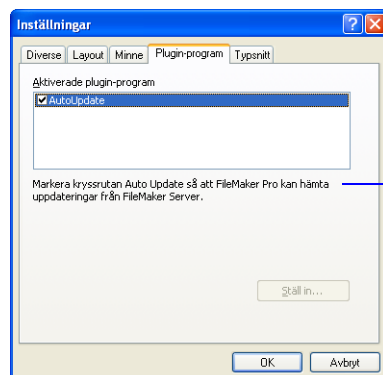 Inställningar
Diverse Layout Minne Plugin-program Typsnitt
Aktiverade plugin-program
AutoUpdate
Markera kryssrutan Auto Update så att FileMaker Pro kan hämta
uppdateringar från FileMaker Server.
Ställ in...
OK Avbryt